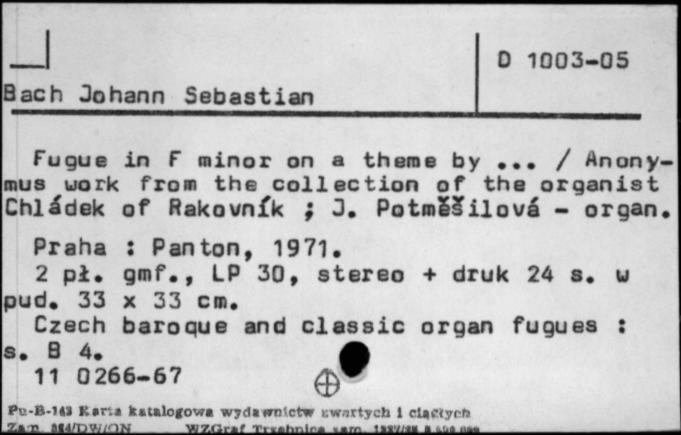 D 1003-05
Bach Johann Sebastian
Fugue in F minor on a theme by ... / Anony-
mus work from the collection of the organist
Chládek of Rakovník ; J. Potměšilová - organ.
Praha : Panton, 1971.
2 pł. gmf., LP 30, stereo + druk 24 s. w
pud. 33 x 33 cm.
Czech baroque and classic organ fugues :
s. B 4.
11 0266-67
Pu-B-143 Karta katalogowa wydawnictw zwartych i ciągłych
WZGraf